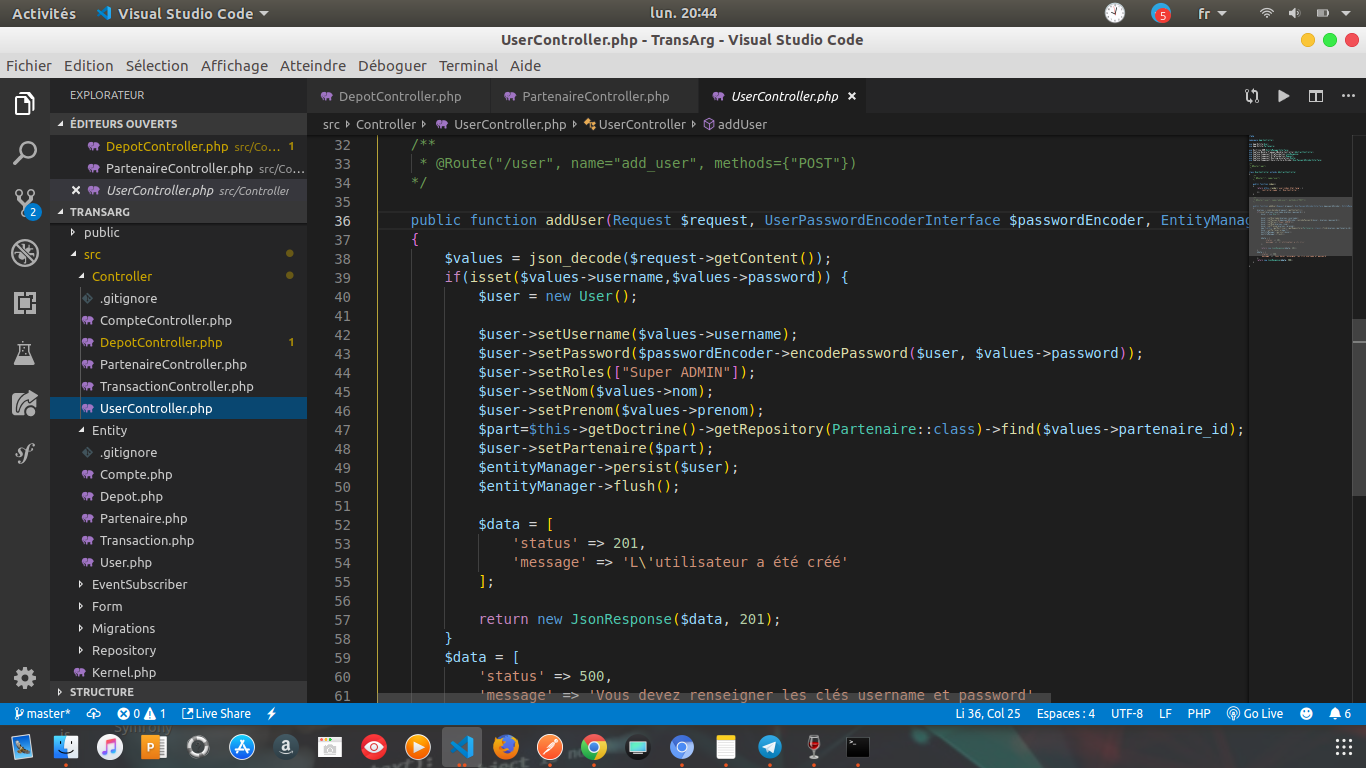 Activités Visual Studio Code lun. 20:44 5 fr
UserController.php - TransArg - Visual Studio Code
Fichier Edition Sélection Affichage Atteindre Déboguer Terminal Aide
EXPLORATEUR
ÉDITEURS OUVERTS
DepotController.php src/Co... 1
PartenaireController.php src/Co...
UserController.php src/Controller
TRANSARG
public
src
Controller
.gitignore
CompteController.php
DepotController.php 1
PartenaireController.php
TransactionController.php
UserController.php
Entity
.gitignore
Compte.php
Depot.php
Partenaire.php
Transaction.php
User.php
EventSubscriber
Form
Migrations
Repository
Kernel.php
STRUCTURE
2
DepotController.php PartenaireController.php UserController.php
src Controller UserController.php UserController addUser
32 /**
33 * @Route("/user", name="add_user", methods={"POST"})
34 */
35
36 public function addUser(Request $request, UserPasswordEncoderInterface $passwordEncoder, EntityManag
37 {
38 $values = json_decode($request->getContent());
39 if(isset($values->username,$values->password)) {
40 $user = new User();
41
42 $user->setUsername($values->username);
43 $user->setPassword($passwordEncoder->encodePassword($user, $values->password));
44 $user->setRoles(["Super ADMIN"]);
45 $user->setNom($values->nom);
46 $user->setPrenom($values->prenom);
47 $part=$this->getDoctrine()->getRepository(Partenaire::class)->find($values->partenaire_id);
48 $user->setPartenaire($part);
49 $entityManager->persist($user);
50 $entityManager->flush();
51
52 $data = [
53 'status' => 201,
54 'message' => 'L\'utilisateur a été créé'
55 ];
56
57 return new JsonResponse($data, 201);
58 }
59 $data = [
60 'status' => 500,
61 'message' => 'Vous devez renseigner les clés username et password'
master* 0 1 Live Share Li 36, Col 25 Espaces : 4 UTF-8 LF PHP Go Live 6